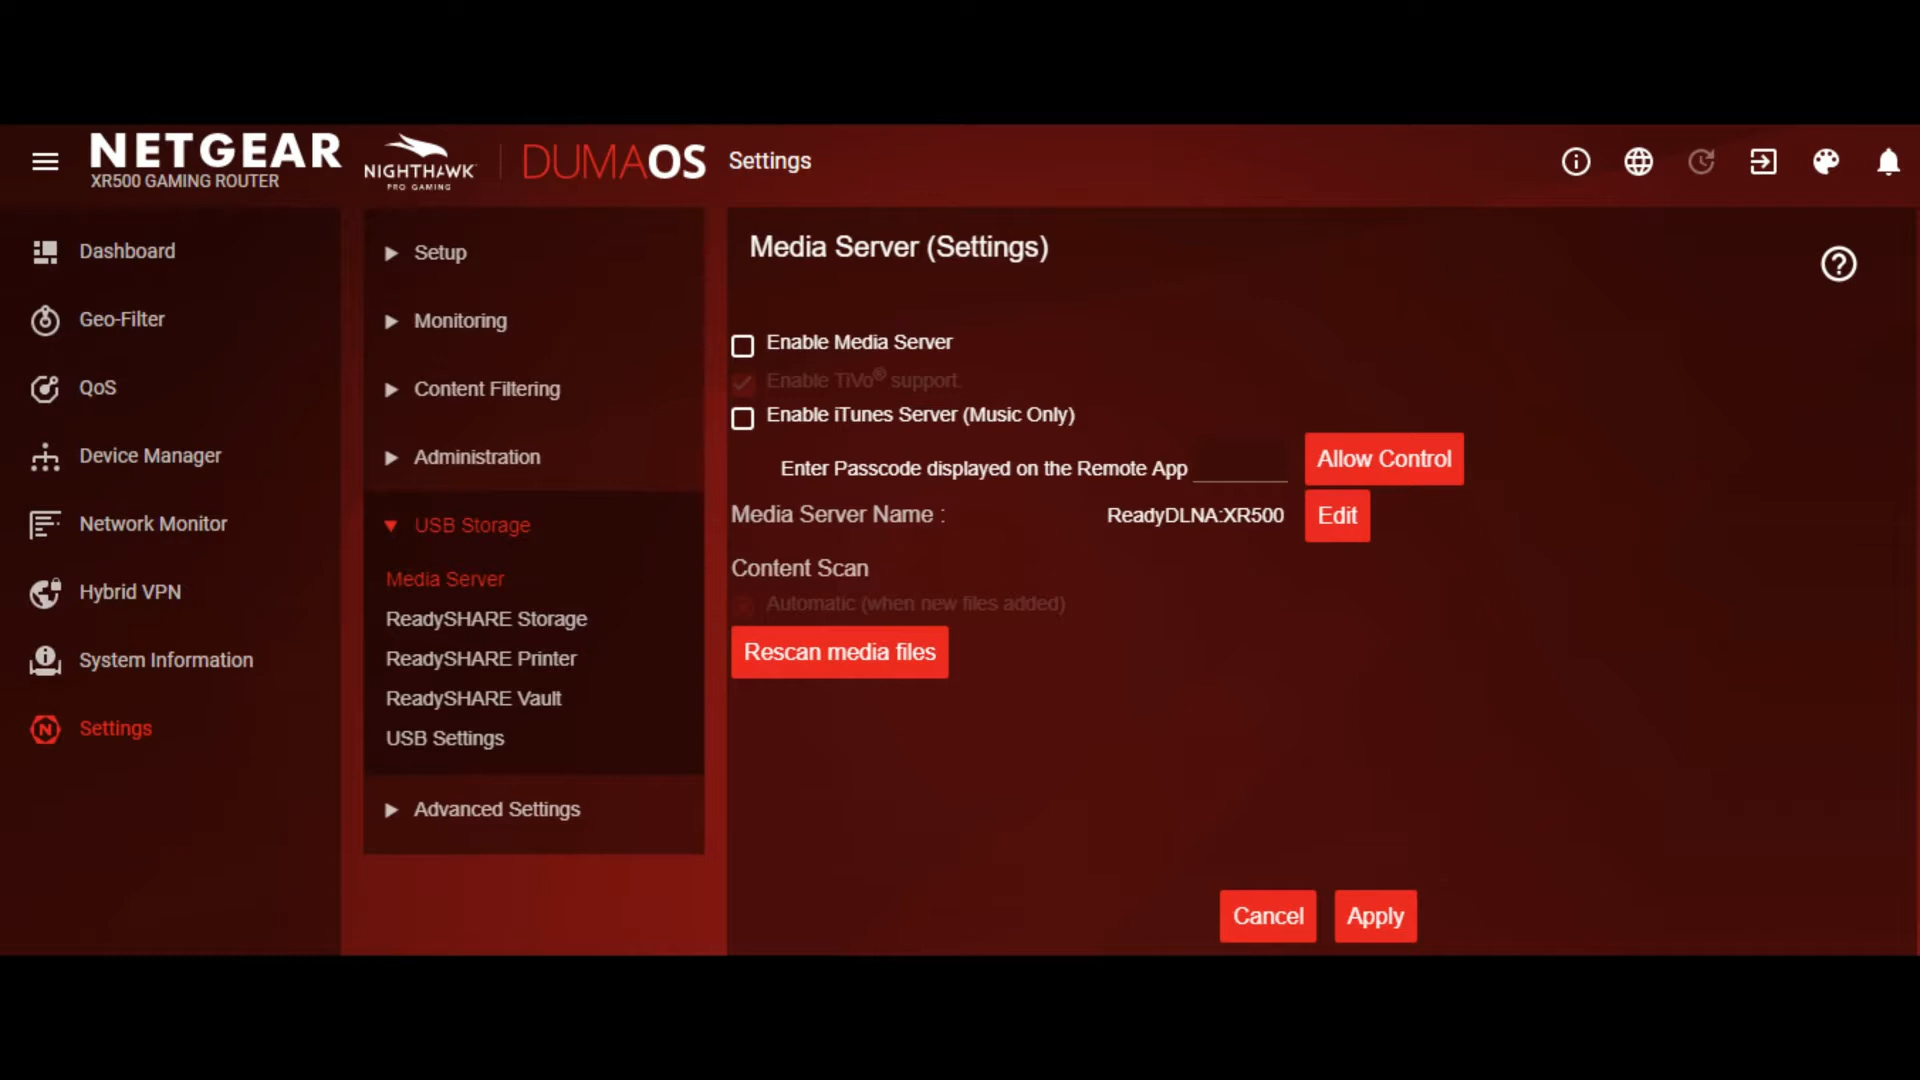 NETGEAR
XR500 GAMING ROUTER
NIGHTHAWK
PRO GAMING
DUMAOS
Settings
Dashboard
Geo-Filter
QoS
Device Manager
Network Monitor
Hybrid VPN
System Information
Settings
Setup
Monitoring
Content Filtering
Administration
USB Storage
Media Server
ReadySHARE Storage
ReadySHARE Printer
ReadySHARE Vault
USB Settings
Advanced Settings
Media Server (Settings)
Enable Media Server
Enable TiVo® support.
Enable iTunes Server (Music Only)
Enter Passcode displayed on the Remote App
Allow Control
Media Server Name : ReadyDLNA:XR500
Edit
Content Scan
Automatic (when new files added)
Rescan media files
Cancel
Apply